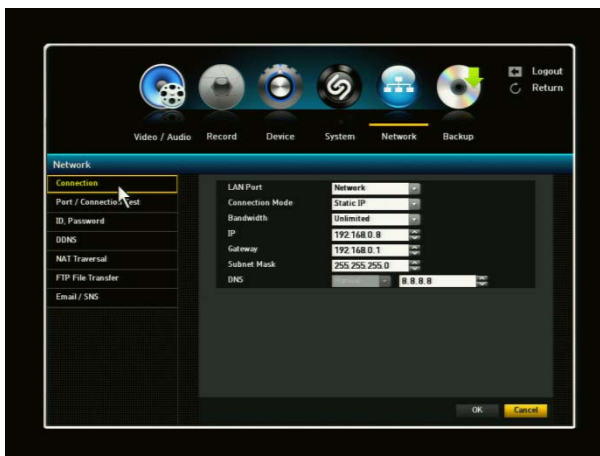 Logout
Return
Video / Audio Record Device System Network Backup
Network
Connection
Port / Connection Test
ID, Password
DDNS
NAT Traversal
FTP File Transfer
Email / SNS
LAN Port Network
Connection Mode Static IP
Bandwidth Unlimited
IP 192.168.0.8
Gateway 192.168.0.1
Subnet Mask 255.255.255.0
DNS 8.8.8.8
OK Cancel